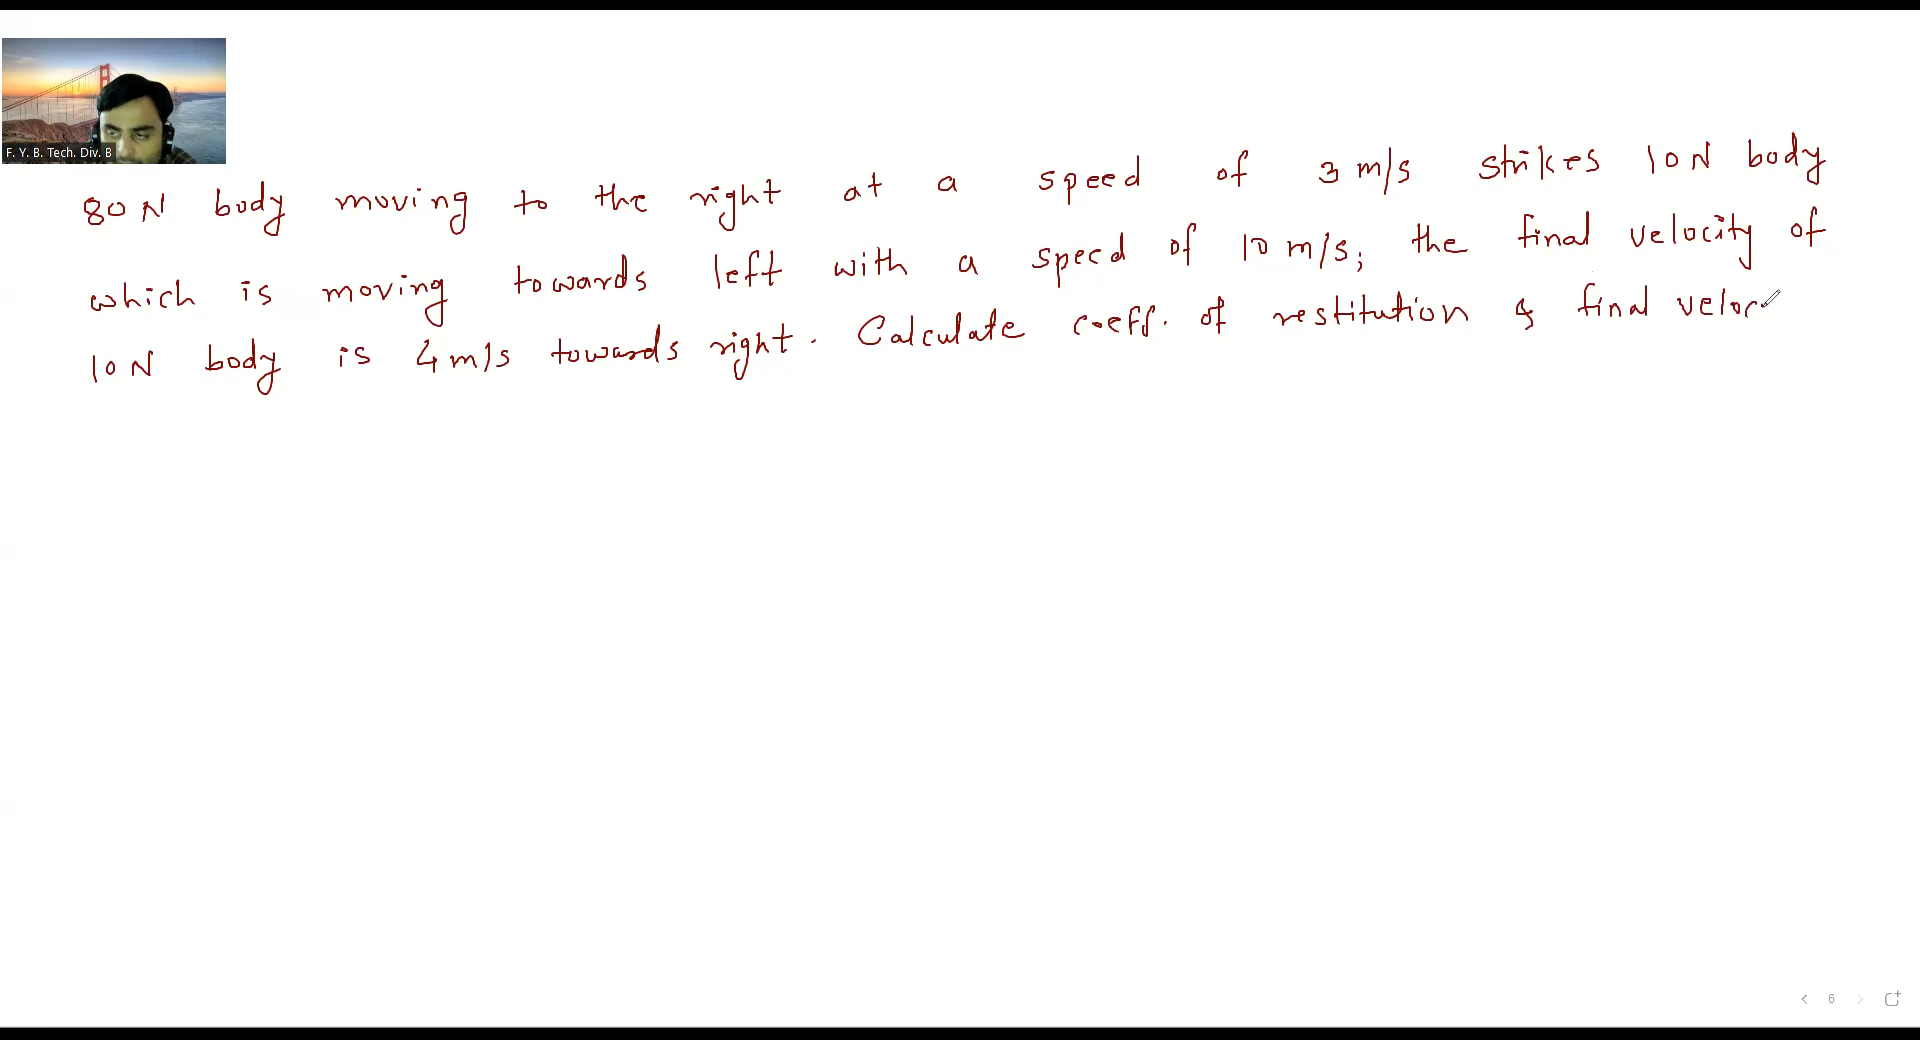 F. Y. B. Tech. Div. B
80 N body moving to the right at a speed of 3 m/s strikes 10 N body
which is moving towards left with a speed of 10 m/s; the final velocity of
10 N body is 4 m/s towards right. Calculate coeff. of restitution & final veloc
6